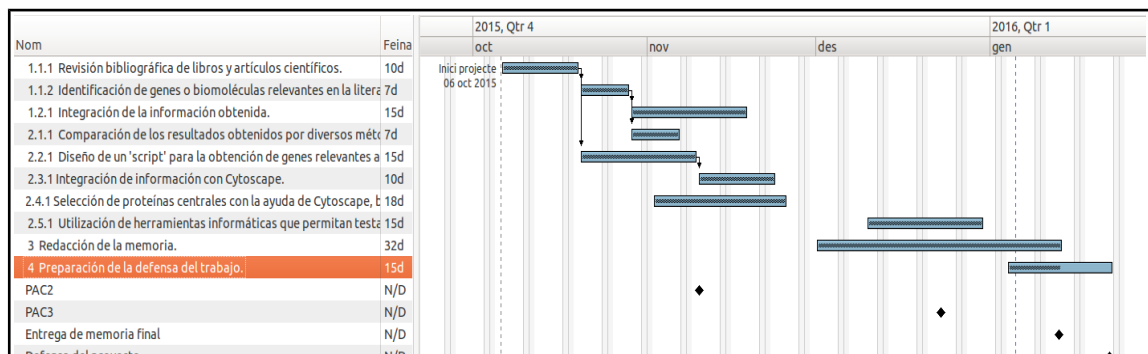 2015, Qtr 4 2016, Qtr 1
Nom Feina oct nov des gen
1.1.1 Revisión bibliográfica de libros y artículos científicos. 10d
Inici projecte
06 oct 2015
1.1.2 Identificación de genes o biomoléculas relevantes en la litera 7d
1.2.1 Integración de la información obtenida. 15d
2.1.1 Comparación de los resultados obtenidos por diversos méto 7d
2.2.1 Diseño de un 'script' para la obtención de genes relevantes a 15d
2.3.1 Integración de información con Cytoscape. 10d
2.4.1 Selección de proteínas centrales con la ayuda de Cytoscape, b 18d
2.5.1 Utilización de herramientas informáticas que permitan testa 15d
3 Redacción de la memoria. 32d
4 Preparación de la defensa del trabajo. 15d
PAC2 N/D
PAC3 N/D
Entrega de memoria final N/D
Defensa del proyecto N/D